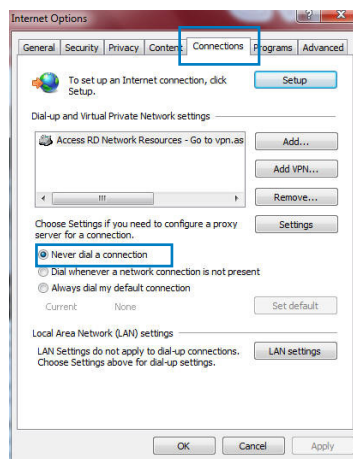 Internet Options
General Security Privacy Content Connections Programs Advanced
To set up an Internet connection, click
Setup.
Setup
Dial-up and Virtual Private Network settings
Access RD Network Resources - Go to vpn.as
Add...
Add VPN...
Remove...
Choose Settings if you need to configure a proxy
server for a connection.
Settings
Never dial a connection
Dial whenever a network connection is not present
Always dial my default connection
Current None
Set default
Local Area Network (LAN) settings
LAN Settings do not apply to dial-up connections.
Choose Settings above for dial-up settings.
LAN settings
OK Cancel Apply